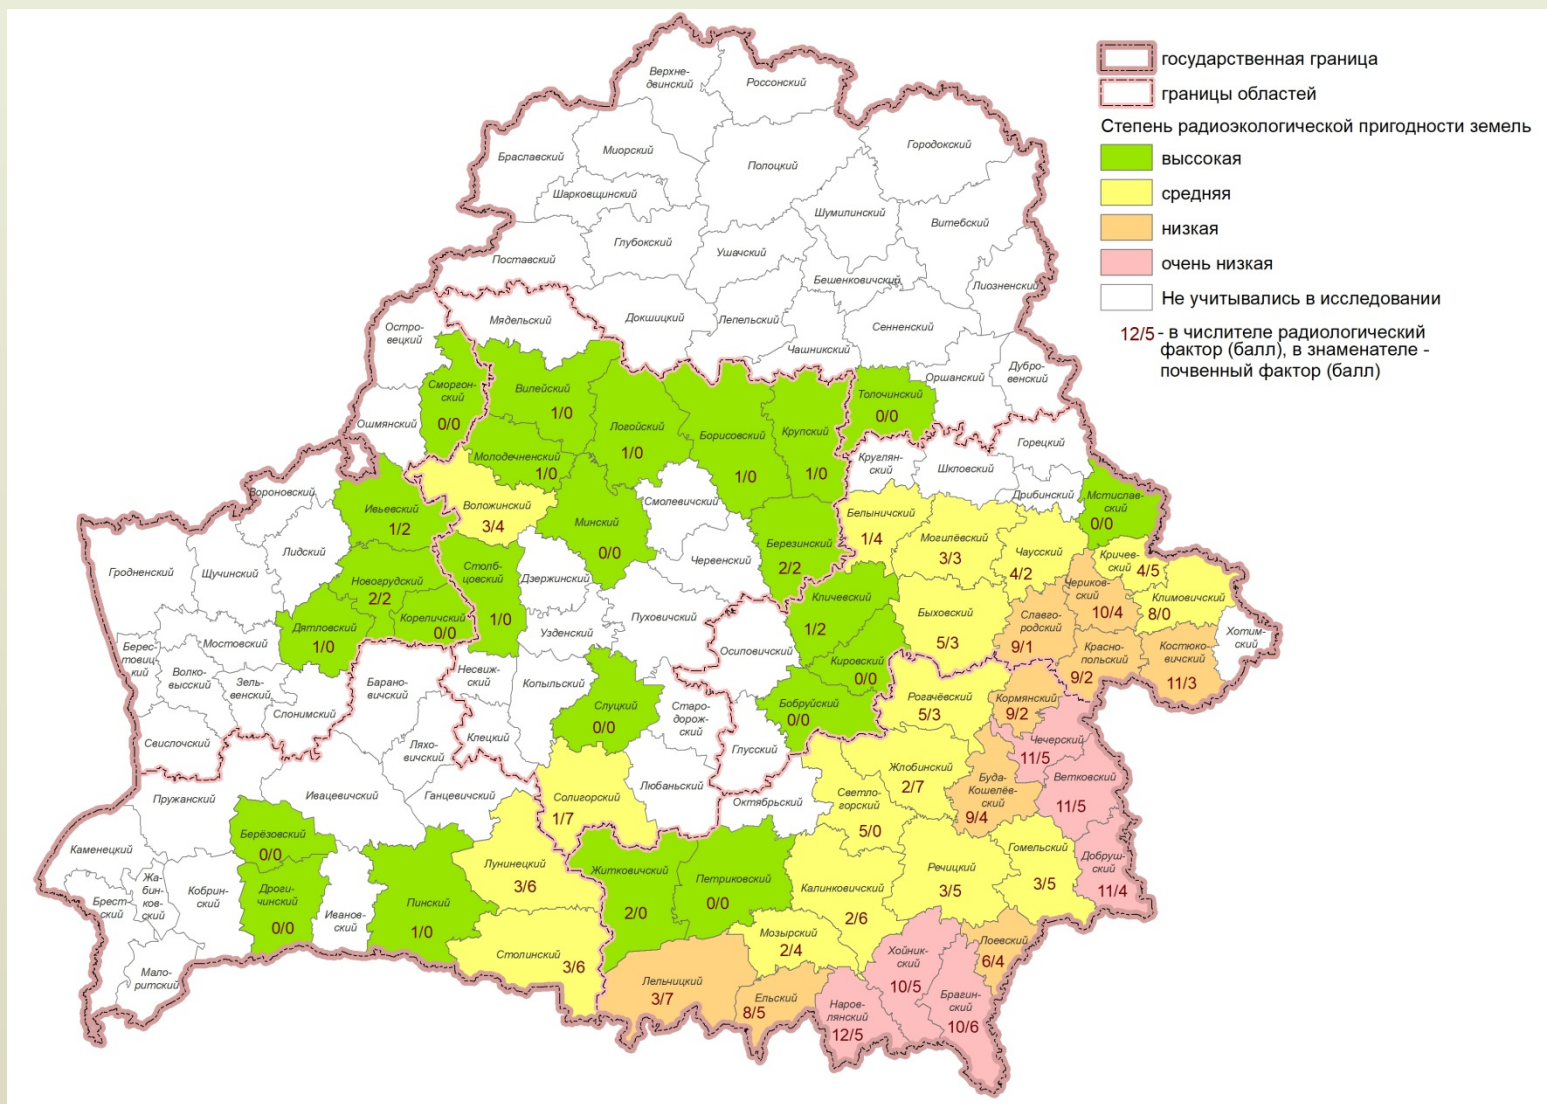 государственная граница
границы областей
Степень радиоэкологической пригодности земель
выссокая
средняя
низкая
очень низкая
Не учитывались в исследовании
12/5 - в числителе радиологический
фактор (балл), в знаменателе -
почвенный фактор (балл)
Верхне-
двинский
Россонский
Браславский
Миорский
Полоцкий
Городокский
Шарковщинский
Шумилинский
Витебский
Поставский
Глубокский
Ушачский
Бешенковичский
Лиозненский
Мядельский
Докшицкий
Лепельский
Чашникский
Сенненский
Остро-
вецкий
Оршанский
Дубро-
венский
Сморгон-
ский
0/0
Ошмянский
Вилейский
1/0
Логойский
1/0
Борисовский
1/0
Крупский
1/0
Толочинский
0/0
Молодечненский
1/0
Круглян-
ский
Шкловский
Горецкий
Дрибинский
Мстиславь-
ский
0/0
Вороновский
Ивьевский
1/2
Воложинский
3/4
Минский
0/0
Смолевичский
Белыничский
1/4
Могилёвский
3/3
Чаусский
4/2
Кричев-
ский
4/5
Гродненский
Щучинский
Лидский
Новогрудский
2/2
Столб-
цовский
1/0
Дзержинский
Червенский
Березинский
2/2
Чериков-
ский
10/4
Климовичский
8/0
Дятловский
1/0
Кореличский
0/0
Узденский
Пуховичский
Кличевский
1/2
Быховский
5/3
Славго-
родский
9/1
Красно-
польский
9/2
Костюко-
вичский
11/3
Хотим-
ский
Берес-
товиц-
кий
Мостовский
Волко-
высский
Зель-
венский
Слонимский
Свислочский
Барано-
вичский
Несвиж-
ский
Копыльский
Слуцкий
0/0
Старо-
дорож-
ский
Осиповичский
Кировский
0/0
Бобруйский
0/0
Глусский
Рогачёвский
5/3
Кормянский
9/2
Чечерский
11/5
Ляхо-
вичский
Клецкий
Пружанский
Ивацевичский
Ганцевичский
Солигорский
1/7
Любаньский
Октябрьский
Светло-
горский
5/0
Жлобинский
2/7
Буда-
Кошелёв-
ский
9/4
Ветковский
11/5
Каменецкий
Берёзовский
0/0
Жа-
бин-
ков-
ский
Кобрин-
ский
Дроги-
чинский
0/0
Иванов-
ский
Пинский
1/0
Лунинецкий
3/6
Житковичский
2/0
Петриковский
0/0
Калинковичский
2/6
Речицкий
3/5
Гомельский
3/5
Добруш-
ский
11/4
Брест-
ский
Мало-
ритский
Столинский
3/6
Лельчицкий
3/7
Мозырский
2/4
Ельский
8/5
Наров-
лянский
12/5
Хойник-
ский
10/5
Брагин-
ский
10/6
Лоевский
6/4